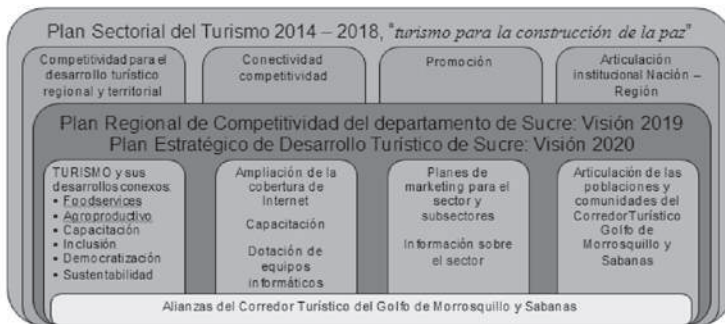 Plan Sectorial del Turismo 2014 – 2018, "turismo para la construcción de la paz"
Competitividad para el
desarrollo turístico
regional y territorial
Conectividad
competitividad
Promoción
Articulación
institucional Nación –
Región
Plan Regional de Competitividad del departamento de Sucre: Visión 2019
Plan Estratégico de Desarrollo Turístico de Sucre: Visión 2020
TURISMO y sus
desarrollos conexos:
• Foodservices
• Agroproductivo
• Capacitación
• Inclusión
• Democratización
• Sustentabilidad
Ampliación de la
cobertura de
Internet
Capacitación
Dotación de
equipos
informáticos
Planes de
marketing para el
sector y
subsectores
Información sobre
el sector
Articulación de las
poblaciones y
comunidades del
Corredor Turístico
Golfo de
Morrosquillo y
Sabanas
Alianzas del Corredor Turístico del Golfo de Morrosquillo y Sabanas